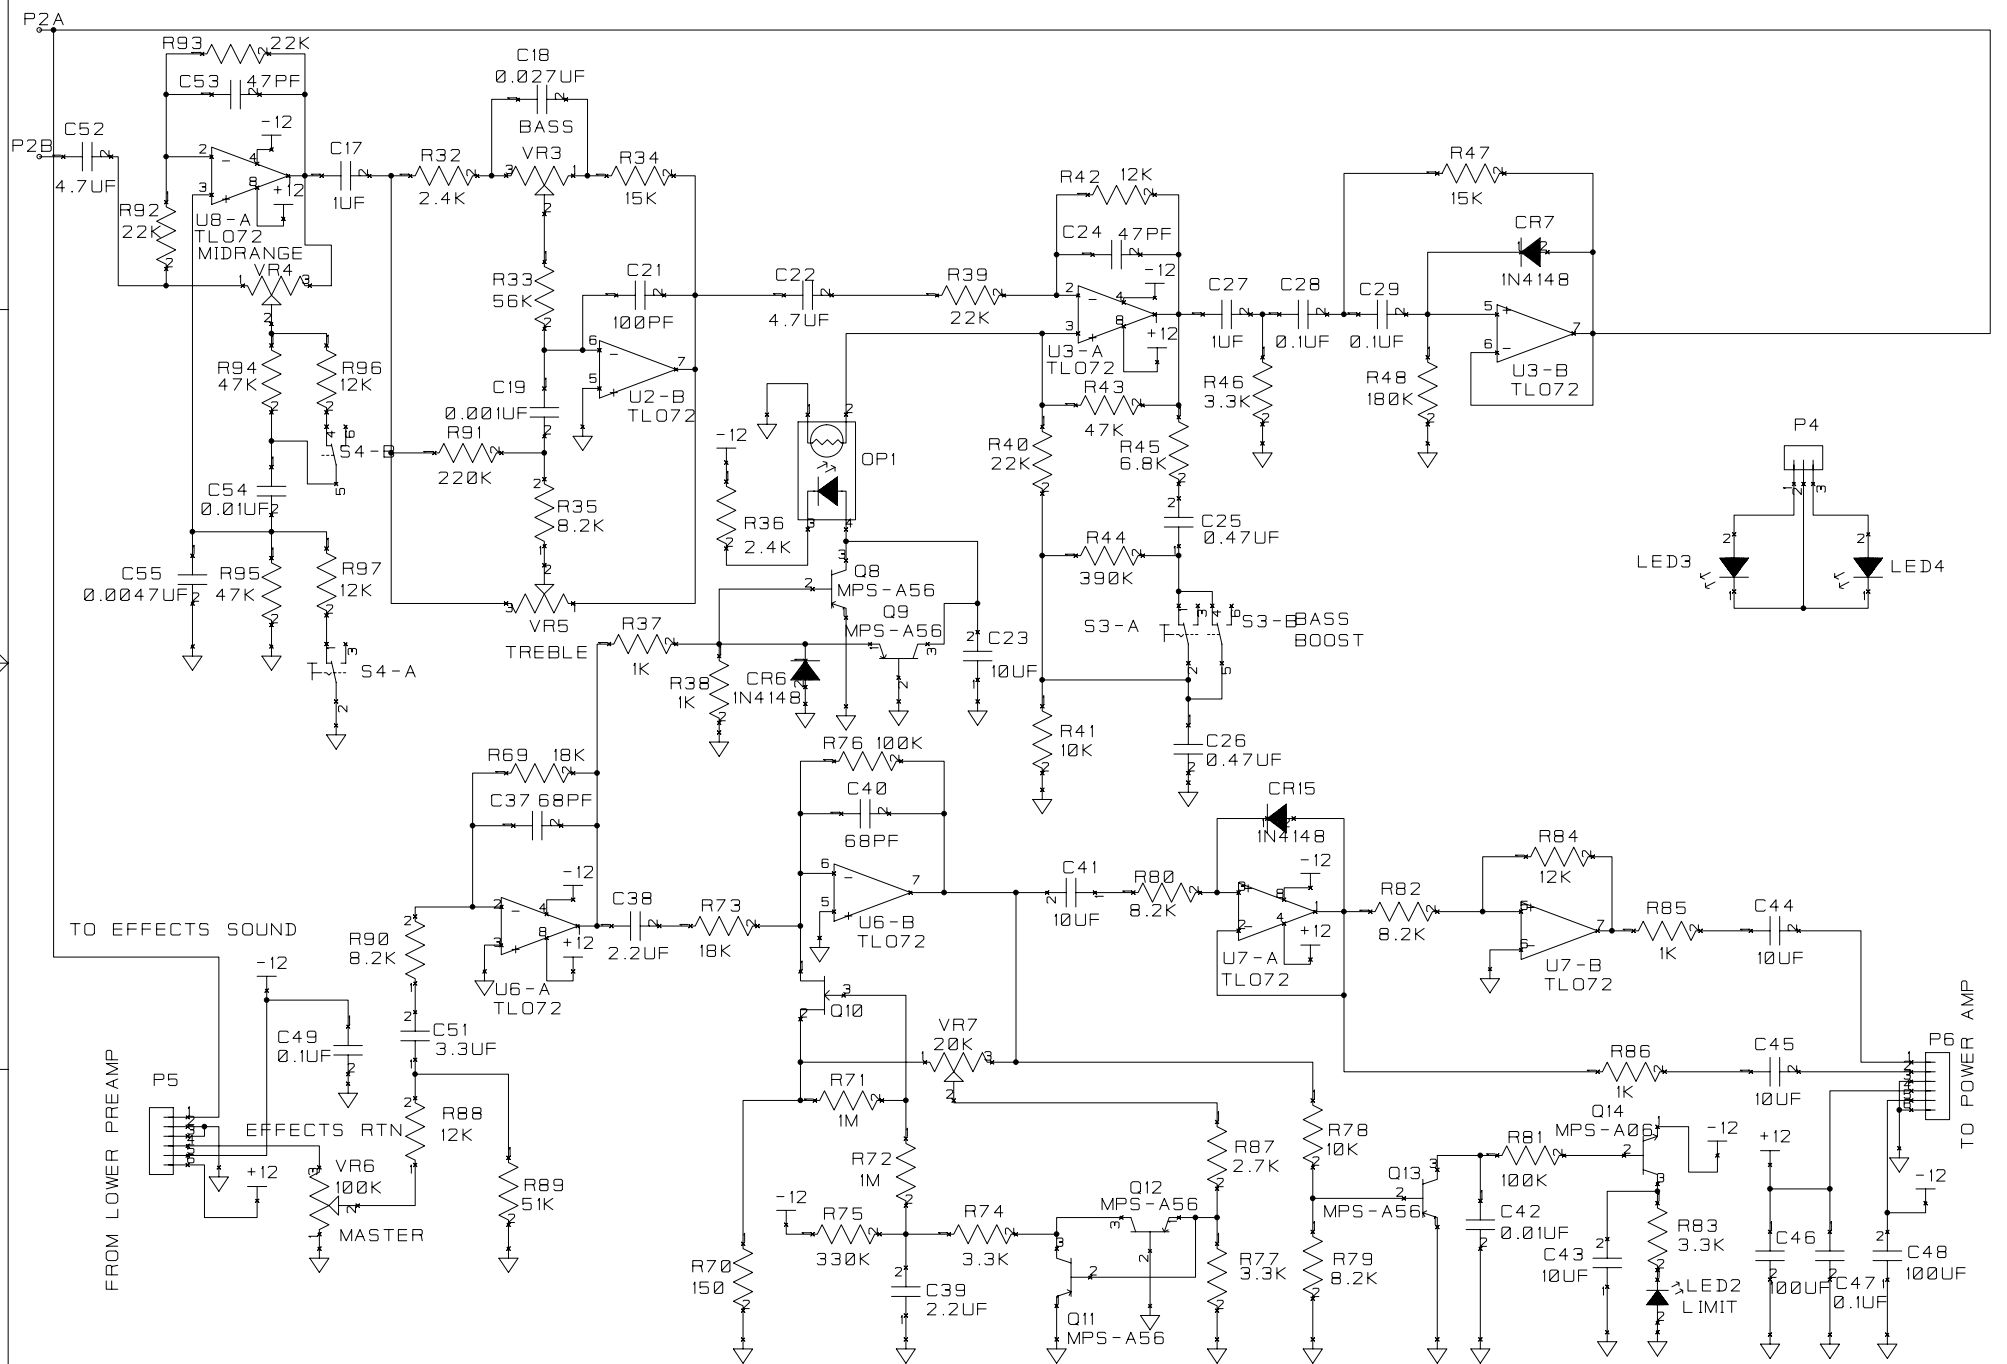 P2A
R93 22K
C53 47PF
C18
0.027UF
BASS
C52
4.7UF
P2B
-12
+12
U8-A
TL072
MIDRANGE
VR4
R92
22K
C17
1UF
R32
2.4K
VR3
R34
15K
R33
56K
C21
100PF
C19
0.001UF
U2-B
TL072
R94
47K
R96
12K
S4-B
R91
220K
C54
0.01UF
R35
8.2K
C55
0.0047UF
R95
47K
R97
12K
S4-A
VR5
TREBLE
C22
4.7UF
R39
22K
R42 12K
C24 47PF
-12
+12
U3-A
TL072
R43
47K
R40
22K
R45
6.8K
C27
1UF
C28
0.1UF
C29
0.1UF
R46
3.3K
R48
180K
R47
15K
CR7
1N4148
U3-B
TL072
OP1
-12
R36
2.4K
Q8
MPS-A56
Q9
MPS-A56
R37
1K
R38
1K
CR6
1N4148
C23
10UF
R44
390K
C25
0.47UF
S3-A
S3-B
BASS
BOOST
R41
10K
C26
0.47UF
P4
LED3
LED4
R69 18K
C37 68PF
-12
+12
U6-A
TL072
R90
8.2K
C51
3.3UF
C38
2.2UF
R73
18K
R76 100K
C40
68PF
U6-B
TL072
C41
10UF
R80
8.2K
CR15
1N4148
-12
+12
U7-A
TL072
R82
8.2K
R84
12K
U7-B
TL072
R85
1K
C44
10UF
TO EFFECTS SOUND
-12
C49
0.1UF
P5
FROM LOWER PREAMP
EFFECTS RTN
+12
VR6
100K
MASTER
R88
12K
R89
51K
Q10
VR7
20K
R71
1M
R72
1M
-12
R75
330K
R74
3.3K
R70
150
C39
2.2UF
Q12
MPS-A56
Q11
MPS-A56
R87
2.7K
R77
3.3K
R78
10K
R79
8.2K
Q13
MPS-A56
R81
100K
C42
0.01UF
Q14
MPS-A06
-12
R86
1K
C45
10UF
C43
10UF
R83
3.3K
LED2
LIMIT
+12
C46
100UF
C47
0.1UF
-12
C48
100UF
P6
TO POWER AMP